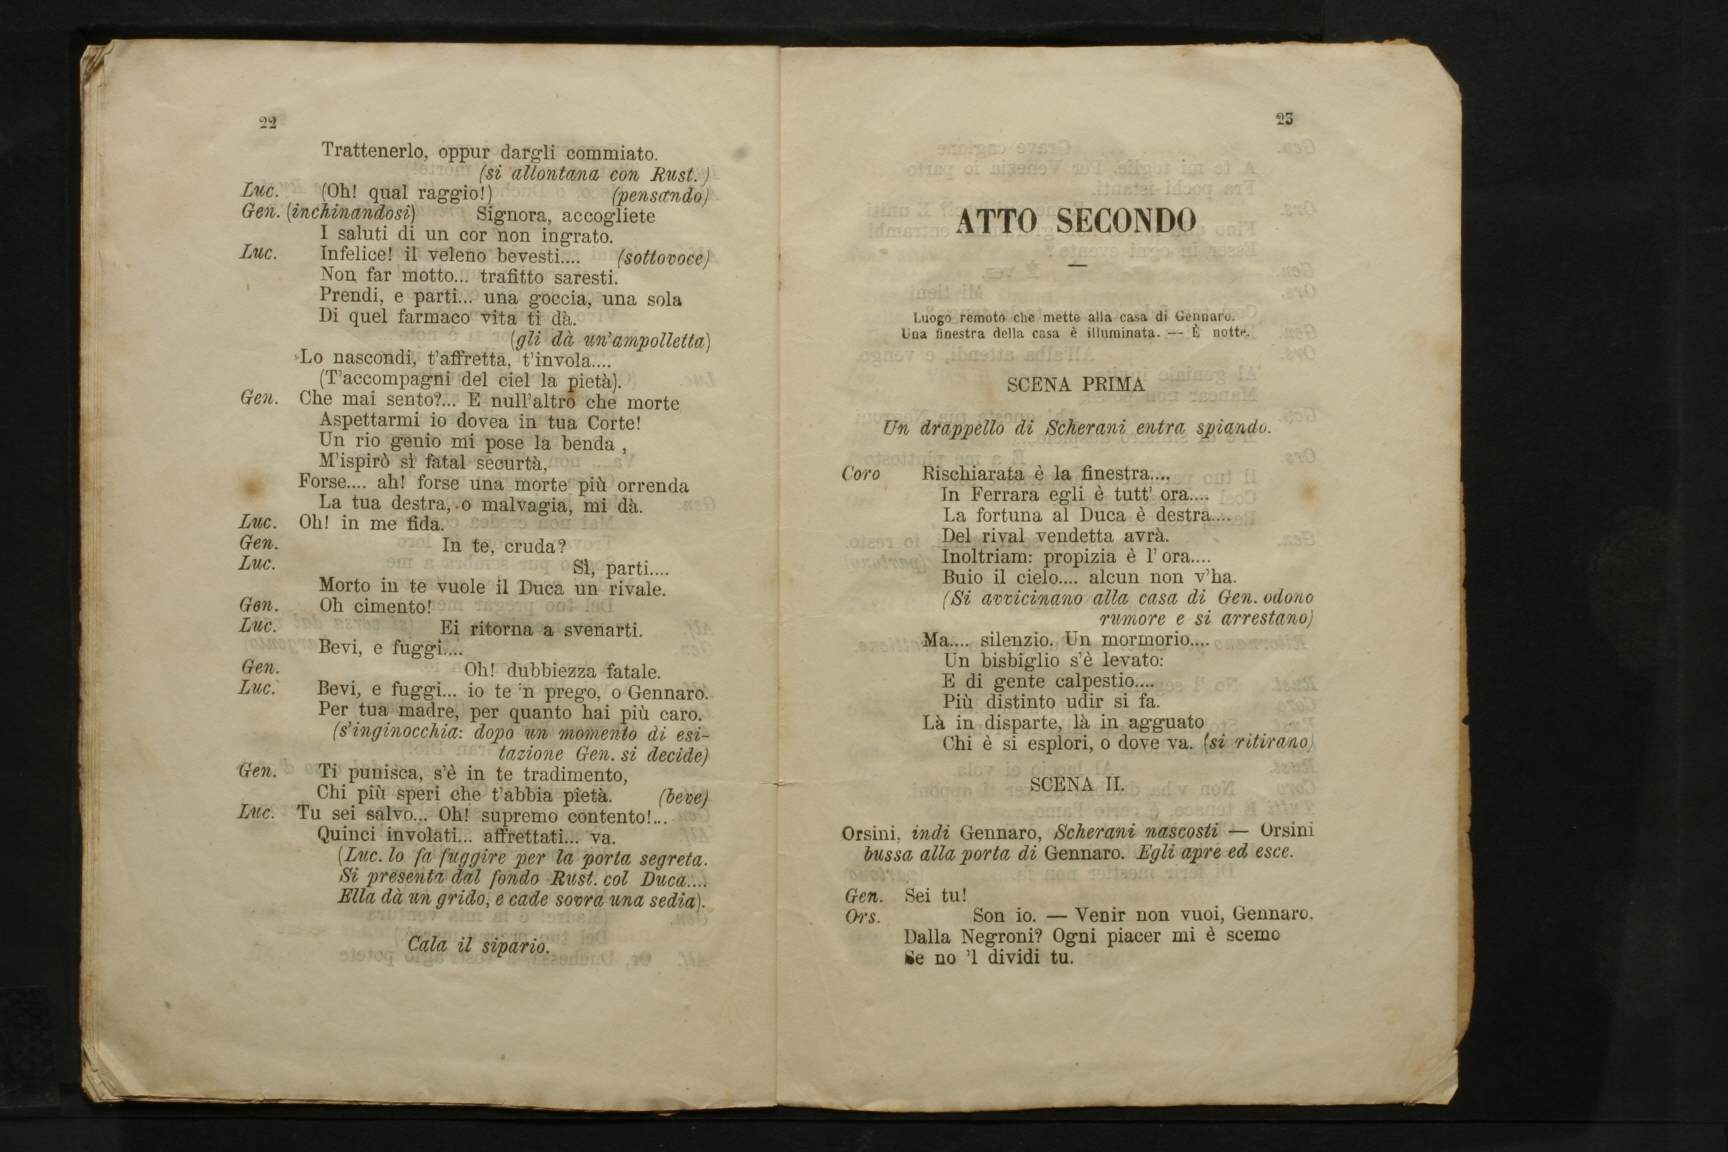 22
Trattenerlo, oppur dargli commiato.
(si allontana con Rust.)
Luc. (Oh! qual raggio!) (pensando)
Gen. (inchinandosi) Signora, accogliete
I saluti di un cor non ingrato.
Luc. Infelice! il veleno bevesti.... (sottovoce)
Non far motto... trafitto saresti.
Prendi, e parti... una goccia, una sola
Di quel farmaco vita ti dà.
(gli dà un'ampolletta)
Lo nascondi, t'affretta, t'invola....
(T'accompagni del ciel la pietà).
Gen. Che mai sento?... E null'altro che morte
Aspettarmi io dovea in tua Corte!
Un rio genio mi pose la benda ,
M'ispirò sì fatal securtà,
Forse.... ah! forse una morte più orrenda
La tua destra, o malvagia, mi dà.
Luc. Oh! in me fida.
Gen. In te, cruda?
Luc. Sì, parti....
Morto in te vuole il Duca un rivale.
Gen. Oh cimento!
Luc. Ei ritorna a svenarti.
Bevi, e fuggi....
Gen. Oh! dubbiezza fatale.
Luc. Bevi, e fuggi... io te 'n prego, o Gennaro.
Per tua madre, per quanto hai più caro.
(s'inginocchia: dopo un momento di esi-
tazione Gen. si decide)
Gen. Ti punisca, s'è in te tradimento,
Chi più speri che t'abbia pietà. (beve)
Luc. Tu sei salvo... Oh! supremo contento!...
Quinci involati... affrettati... va.
(Luc. lo fa fuggire per la porta segreta.
Si presenta dal fondo Rust. col Duca....
Ella dà un grido, e cade sovra una sedia).
Cala il sipario.
23
ATTO SECONDO
—
Luogo remoto che mette alla casa di Gennaro.
Una finestra della casa è illuminata. — È notte.
SCENA PRIMA
Un drappello di Scherani entra spiando.
Coro Rischiarata è la finestra....
In Ferrara egli è tutt' ora....
La fortuna al Duca è destra....
Del rival vendetta avrà.
Inoltriam: propizia è l' ora....
Buio il cielo.... alcun non v'ha.
(Si avvicinano alla casa di Gen. odono
rumore e si arrestano)
Ma.... silenzio. Un mormorio....
Un bisbiglio s'è levato:
E di gente calpestio....
Più distinto udir si fa.
Là in disparte, là in agguato
Chi è si esplori, o dove va. (si ritirano)
SCENA II.
Orsini, indi Gennaro, Scherani nascosti — Orsini
bussa alla porta di Gennaro. Egli apre ed esce.
Gen. Sei tu!
Ors. Son io. — Venir non vuoi, Gennaro.
Dalla Negroni? Ogni piacer mi è scemo
Se no 'l dividi tu.